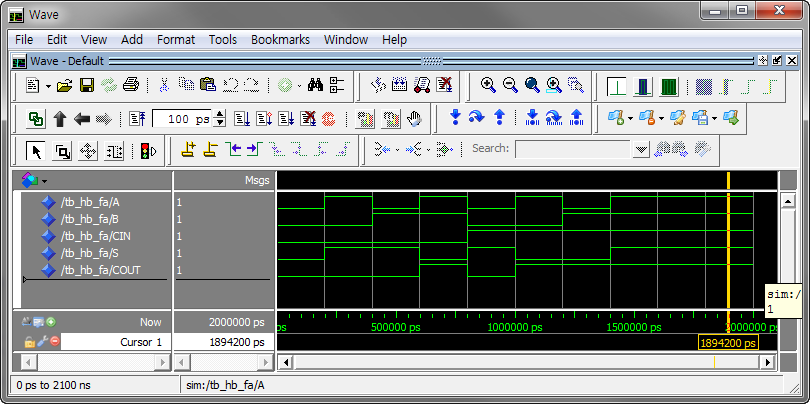 Wave
File Edit View Add Format Tools Bookmarks Window Help
Wave - Default
100 ps
Search:
Msgs
/tb_hb_fa/A 1
/tb_hb_fa/B 1
/tb_hb_fa/CIN 1
/tb_hb_fa/S 1
/tb_hb_fa/COUT 1
sim:/
1
Now 2000000 ps ps 500000 ps 1000000 ps 1500000 ps 2000000 ps
Cursor 1 1894200 ps 1894200 ps
0 ps to 2100 ns sim:/tb_hb_fa/A